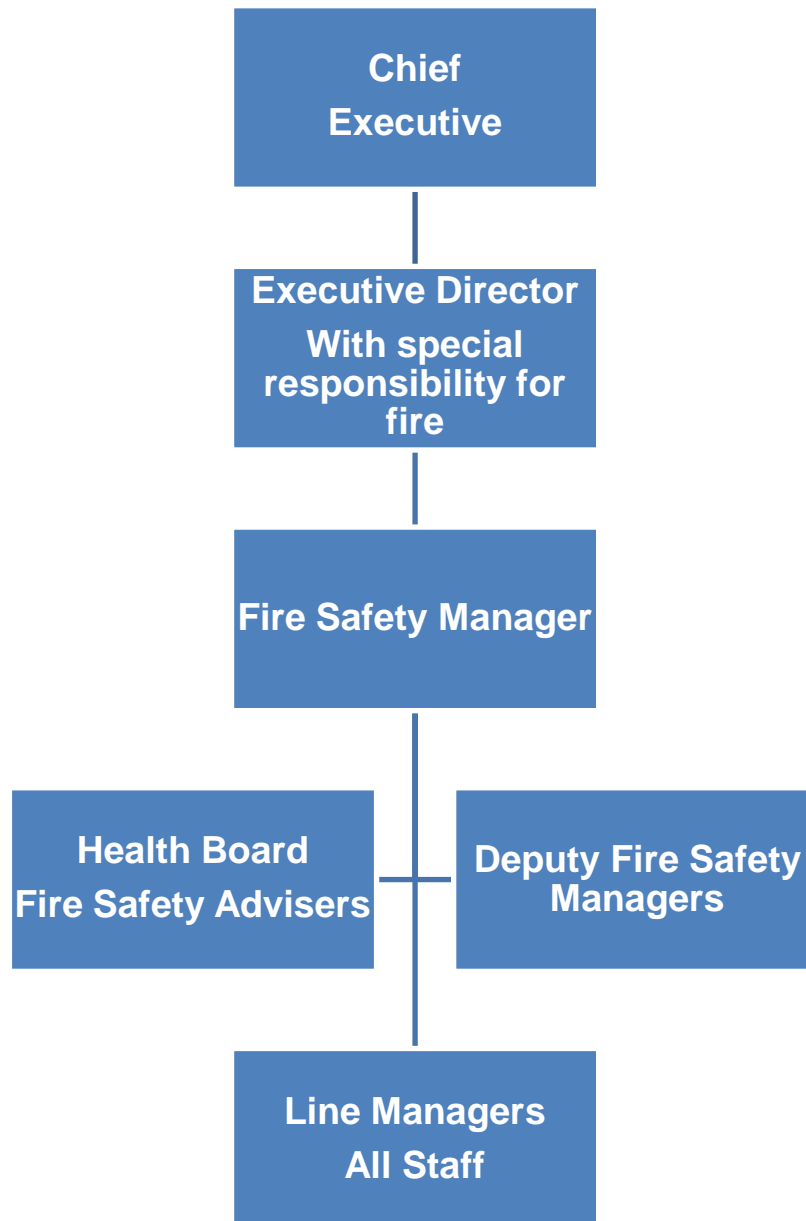 Chief
Executive
Executive Director
With special
responsibility for
fire
Fire Safety Manager
Health Board
Fire Safety Advisers
Deputy Fire Safety
Managers
Line Managers
All Staff